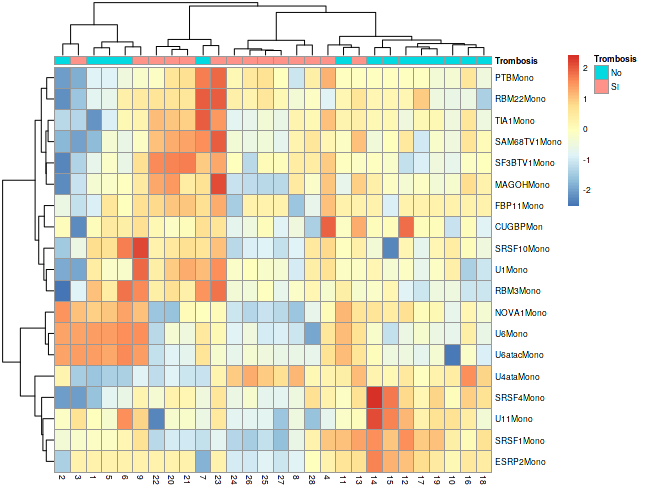 Trombosis
PTBMono
RBM22Mono
TIA1Mono
SAM68TV1Mono
SF3BTV1Mono
MAGOHMono
FBP11Mono
CUGBPMon
SRSF10Mono
U1Mono
RBM3Mono
NOVA1Mono
U6Mono
U6atacMono
U4ataMono
SRSF4Mono
U11Mono
SRSF1Mono
ESRP2Mono
2 3 1 5 6 9 22 20 21 7 23 24 26 25 27 8 28 4 11 13 14 15 12 17 19 10 16 18
2
1
0
-1
-2
Trombosis
No
SI